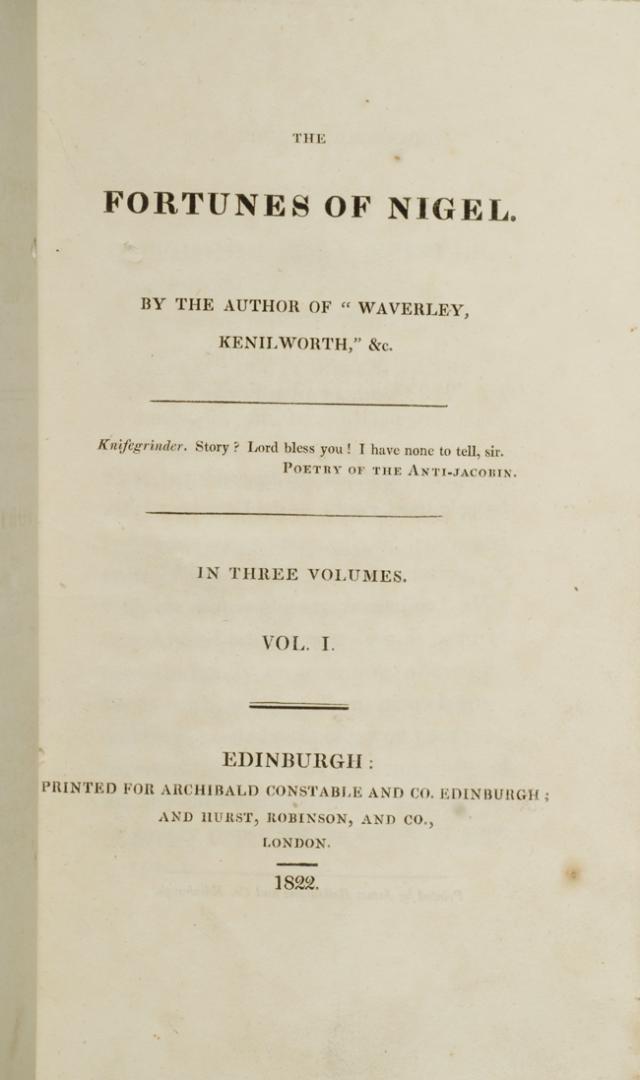 THE
FORTUNES OF NIGEL.
BY THE AUTHOR OF “ WAVERLEY,
KENILWORTH,” &c.
Knifegrinder. Story ? Lord bless you ! I have none to tell, sir.
POETRY OF THE ANTI-JACOBIN.
IN THREE VOLUMES.
VOL. I.
EDINBURGH :
PRINTED FOR ARCHIBALD CONSTABLE AND CO. EDINBURGH ;
AND HURST, ROBINSON, AND CO.,
LONDON.
1822.